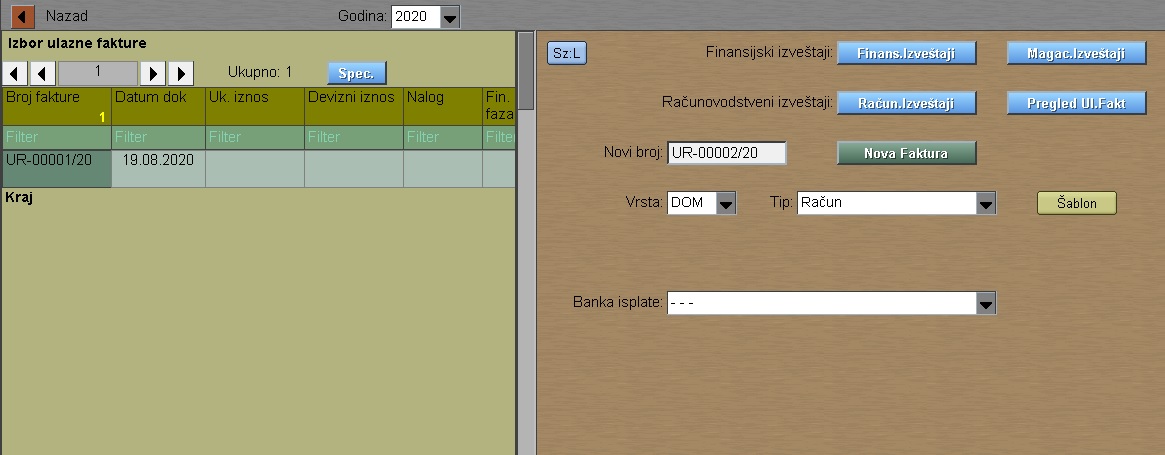 Nazad
Godina: 2020
Izbor ulazne fakture
1
Ukupno: 1
Spec.
Broj fakture 1
Datum dok
Uk. iznos
Devizni iznos
Nalog
Fin. faza
Filter Filter Filter Filter Filter Filter
UR-00001/20 19.08.2020
Kraj
Sz:L
Finansijski izveštaji: Finans.Izveštaji Magac.Izveštaji
Računovodstveni izveštaji: Račun.Izveštaji Pregled Ul.Fakt
Novi broj: UR-00002/20 Nova Faktura
Vrsta: DOM Tip: Račun Šablon
Banka isplate: - - -